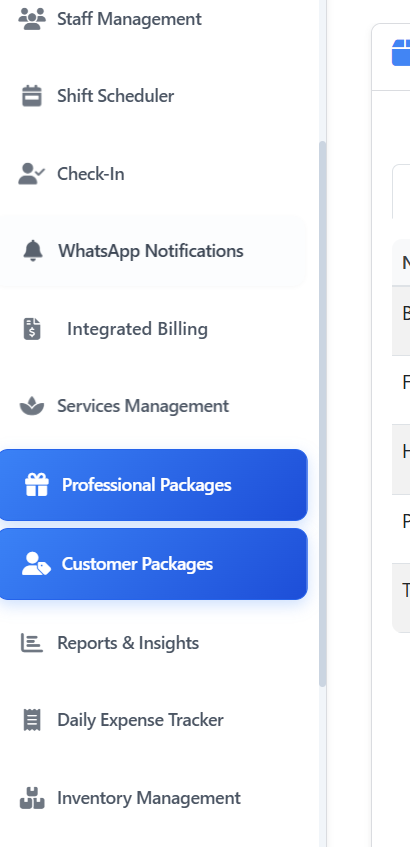 Staff Management
Shift Scheduler
Check-In
WhatsApp Notifications
Integrated Billing
Services Management
Professional Packages
Customer Packages
Reports & Insights
Daily Expense Tracker
Inventory Management